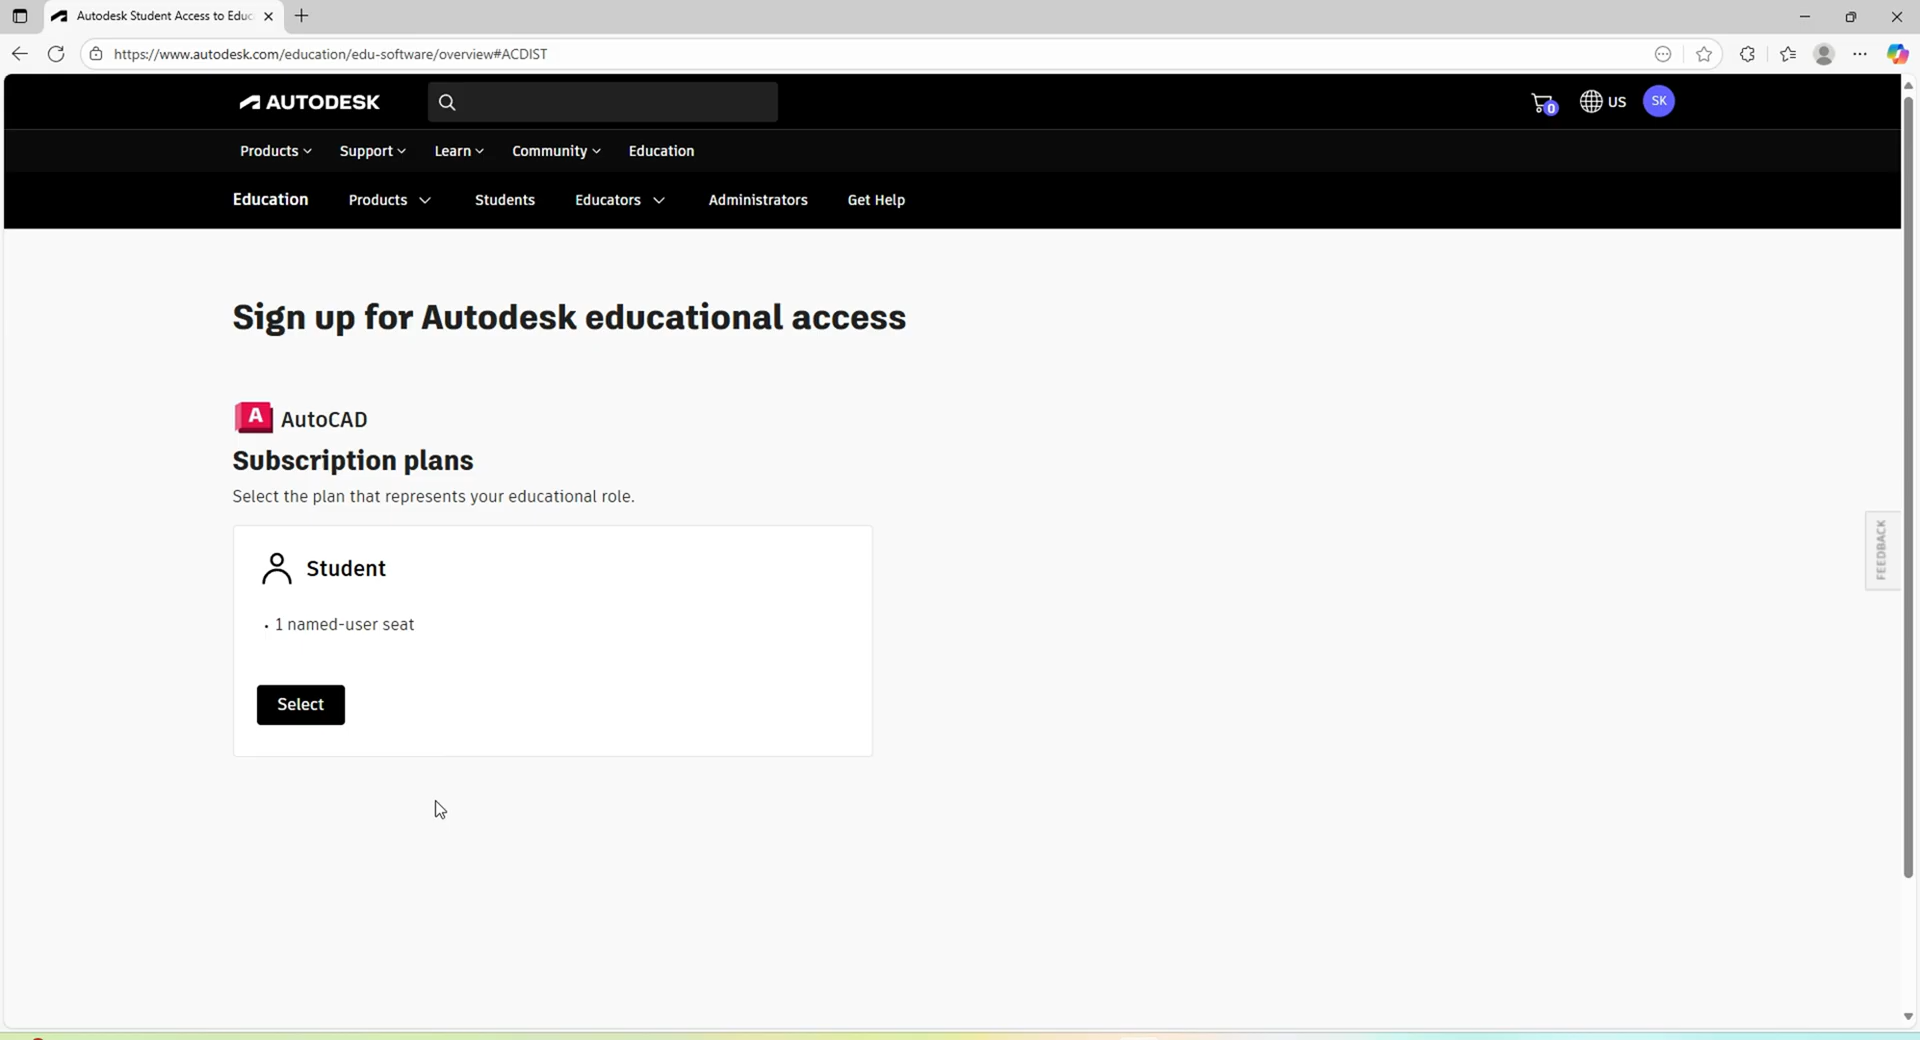 Autodesk Student Access to Educ
https://www.autodesk.com/education/edu-software/overview#ACDIST
AUTODESK
0
US
SK
Products
Support
Learn
Community
Education
Education
Products
Students
Educators
Administrators
Get Help
Sign up for Autodesk educational access
A
AutoCAD
Subscription plans
Select the plan that represents your educational role.
Student
• 1 named-user seat
Select
FEEDBACK